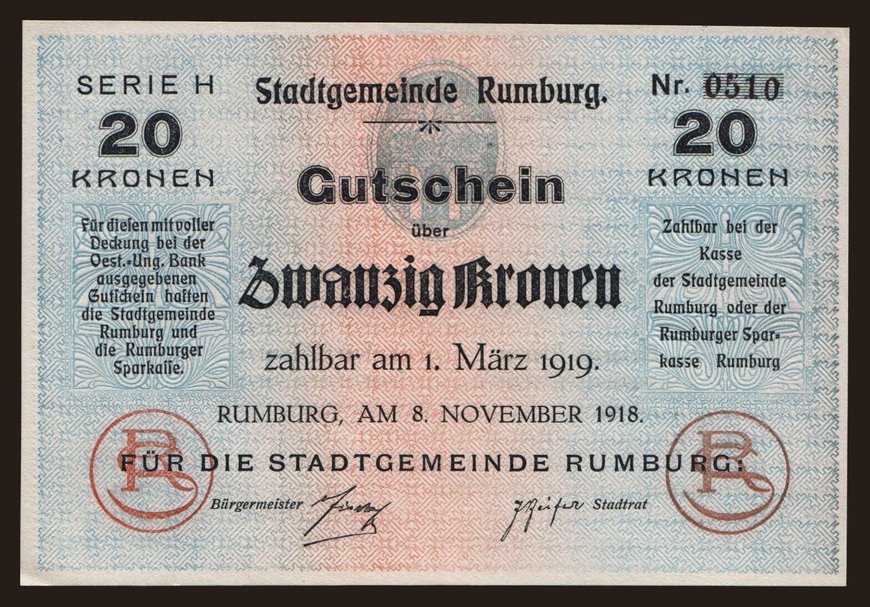 SERIE H
20
KRONEN
Stadtgemeinde Rumburg.
Nr. 0510
20
KRONEN
Gutschein
über
Zwanzig Kronen
zahlbar am 1. März 1919.
Für diesen mit voller
Deckung bei der
Oest.-Ung. Bank
ausgegebenen
Gutschein haften
die Stadtgemeinde
Rumburg und
die Rumburger
Sparkasse.
Zahlbar bei der
Kasse
der Stadtgemeinde
Rumburg oder der
Rumburger Spar-
kasse Rumburg
RUMBURG, AM 8. NOVEMBER 1918.
FÜR DIE STADTGEMEINDE RUMBURG:
Bürgermeister
Stadtrat